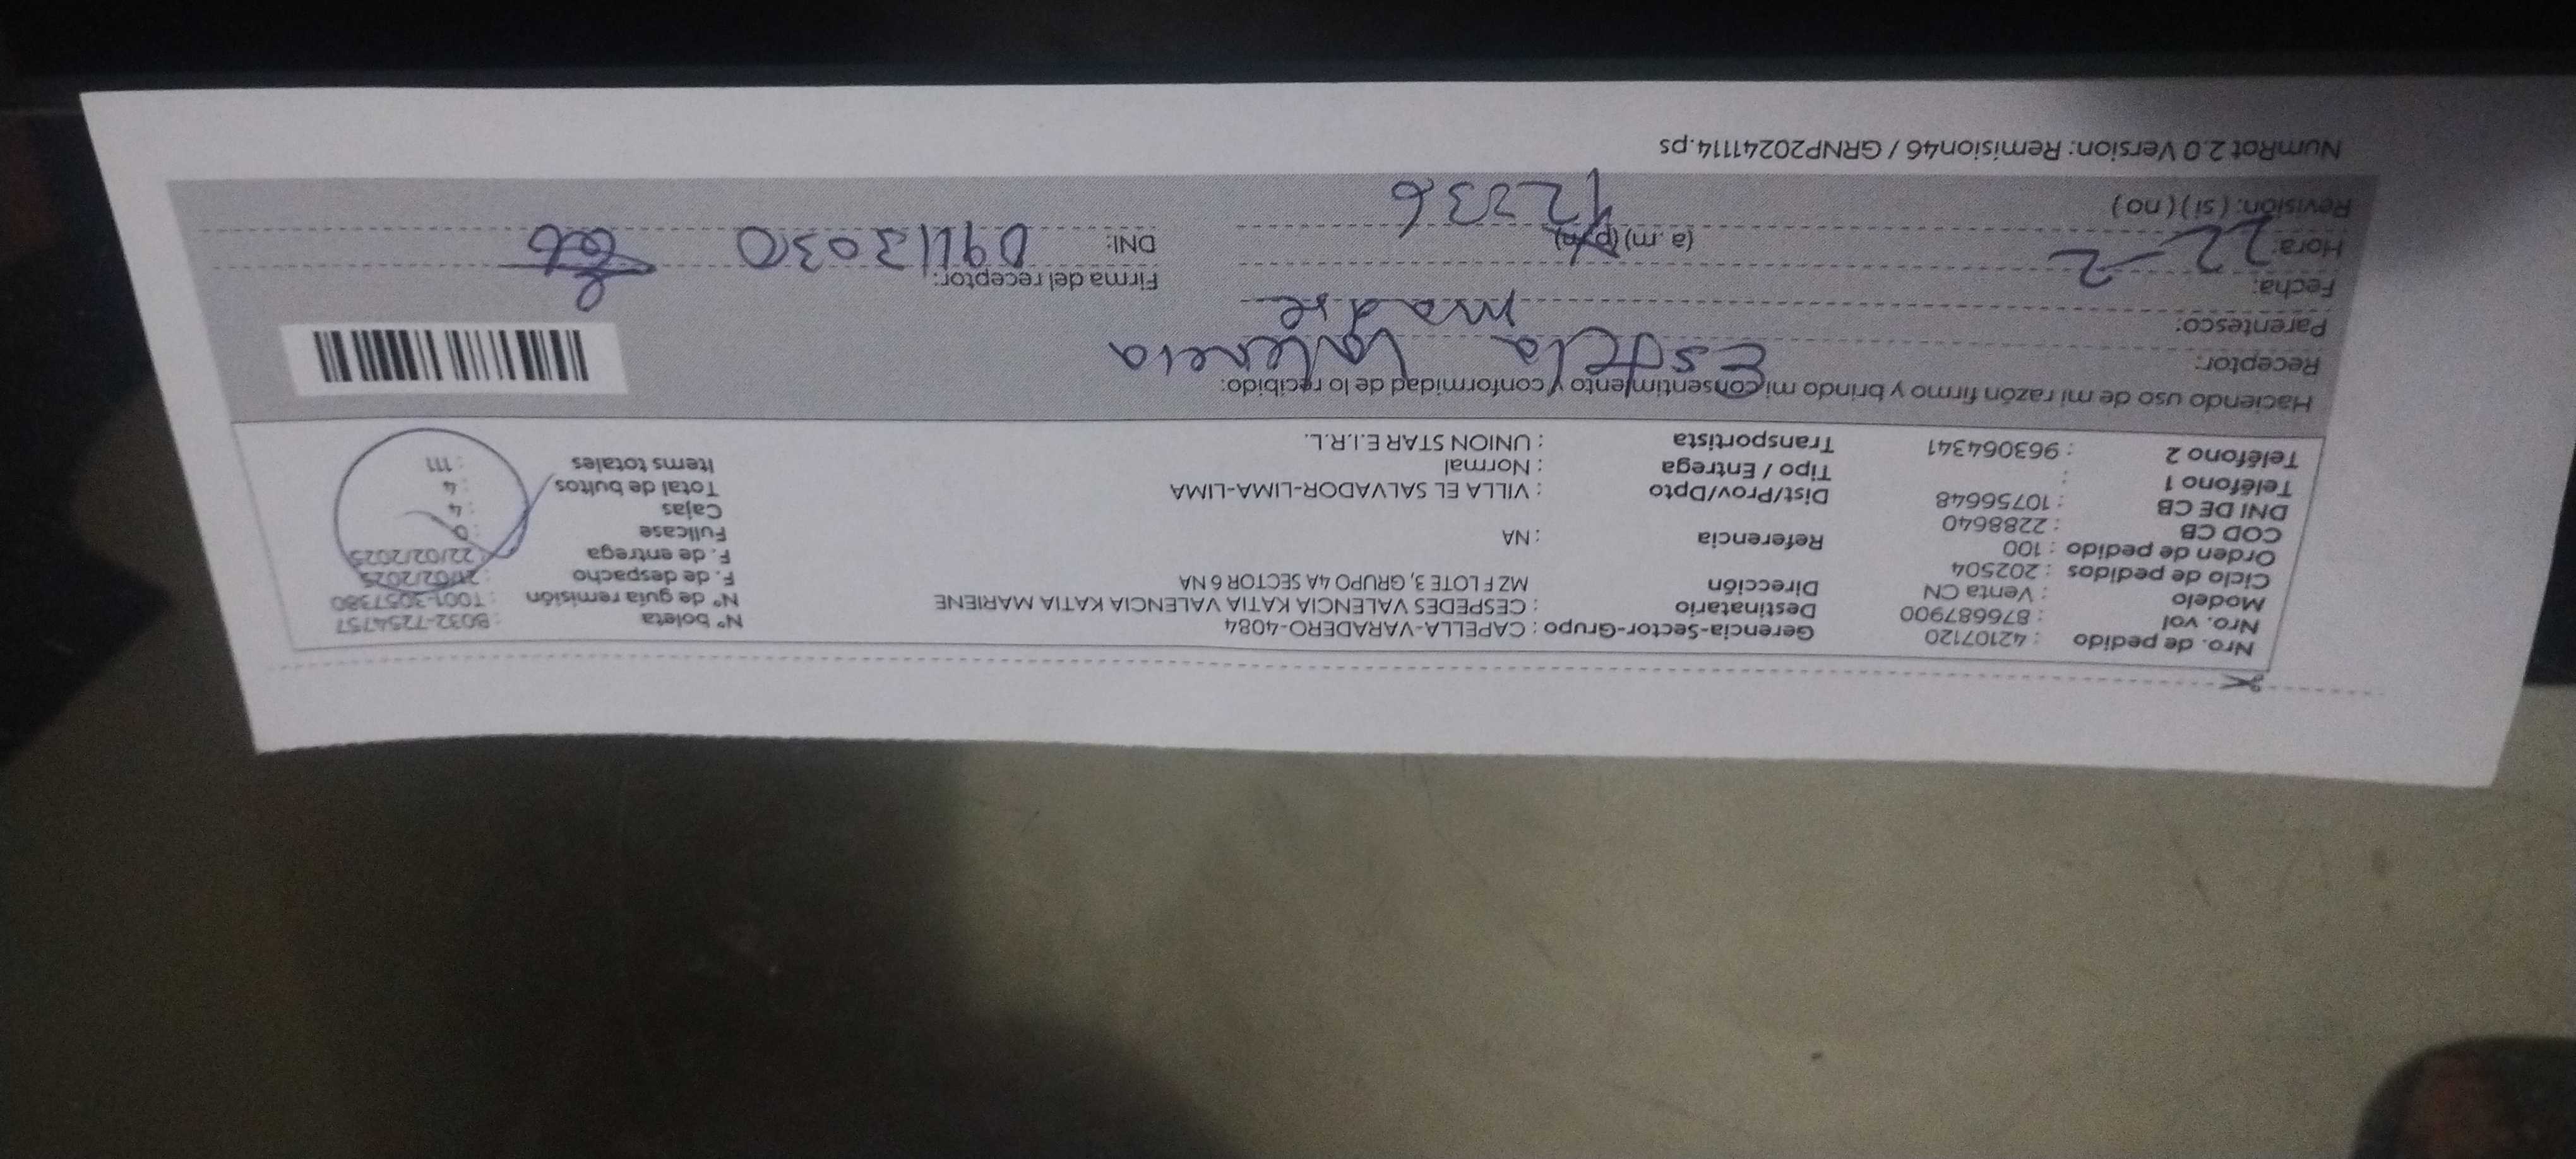 Nro. de pedido : 42107120 Gerencia-Sector-Grupo : CAPELLA-VARADERO-4084 N° boleta : B032-7254757
Nro. vol : 876687900 Destinatario : CESPEDES VALENCIA KATIA VALENCIA KATIA MARIENE N° de guía remisión : T001-3057380
Modelo : Venta CN Dirección MZ F LOTE 3, GRUPO 4A SECTOR 6 NA F. de despacho : 21/02/2025
Ciclo de pedidos : 202504 F. de entrega : 22/02/2025
Orden de pedido : 100 Referencia : NA Fullcase : 0
COD CB : 2288640 Cajas : 4
DNI DE CB : 10756648 Dist/Prov/Dpto : VILLA EL SALVADOR-LIMA-LIMA Total de bultos : 4
Teléfono 1 : Tipo / Entrega : Normal Items totales : 111
Teléfono 2 : 963064341 Transportista : UNION STAR E.I.R.L.
Haciendo uso de mi razón firmo y brindo mi consentimiento y conformidad de lo recibido:
Receptor: Estela Valencia
Parentesco: madre
Fecha: 22-2 Firma del receptor:
Hora: (a.m) (p.m) DNI: 09113030
Revisión: (si) (no)
NumRot 2.0 Version: Remision46 / GRNP20241114.ps